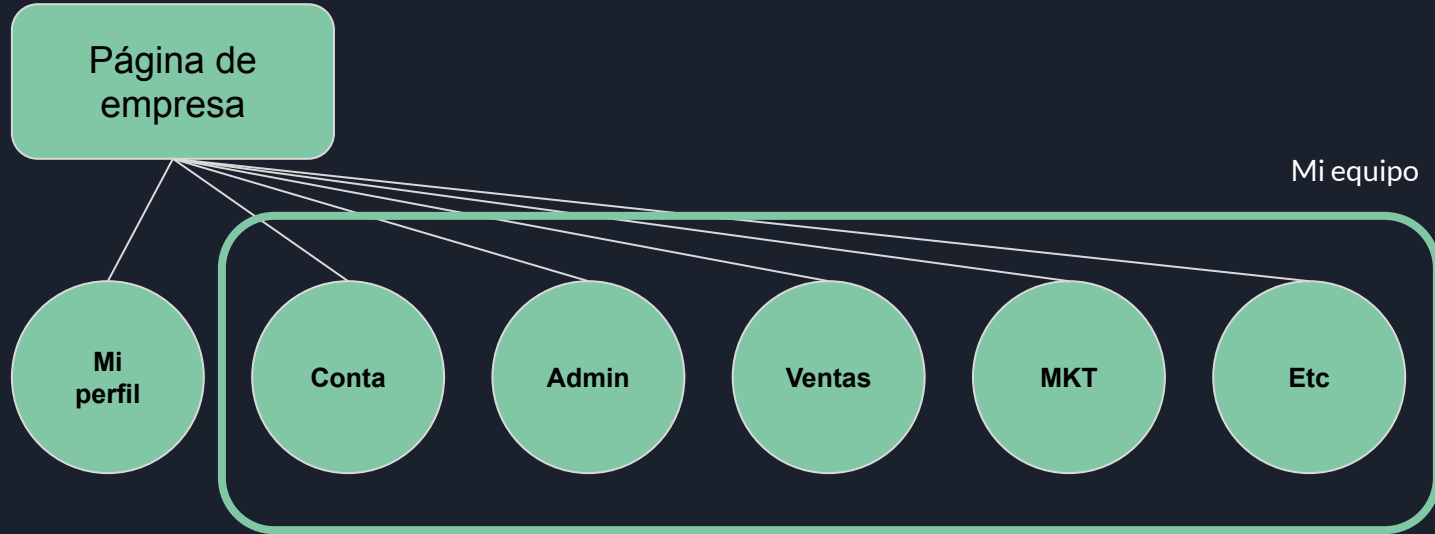 Página de
empresa
Mi equipo
Mi
perfil
Conta
Admin
Ventas
MKT
Etc